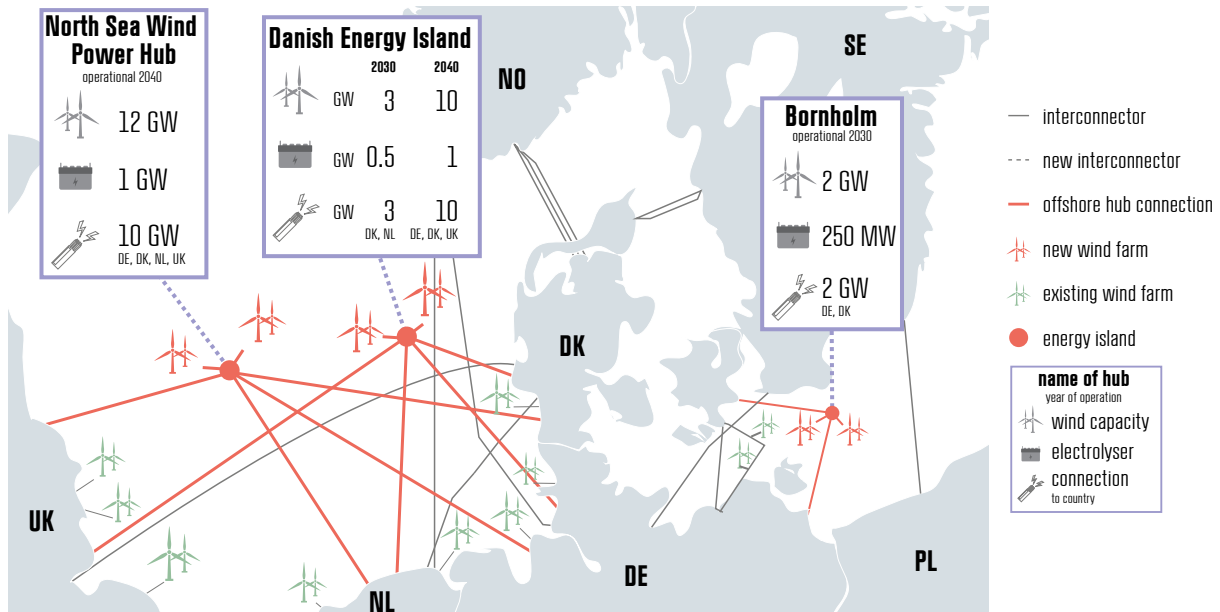 North Sea Wind
Power Hub
operational 2040
12 GW
1 GW
10 GW
DE, DK, NL, UK
Danish Energy Island
2030 2040
GW 3 10
GW 0.5 1
GW 3 10
DK, NL DE, DK, UK
NO
SE
Bornholm
operational 2030
2 GW
250 MW
2 GW
DE, DK
DK
UK
NL
DE
PL
interconnector
new interconnector
offshore hub connection
new wind farm
existing wind farm
energy island
name of hub
year of operation
wind capacity
electrolyser
connection
to country